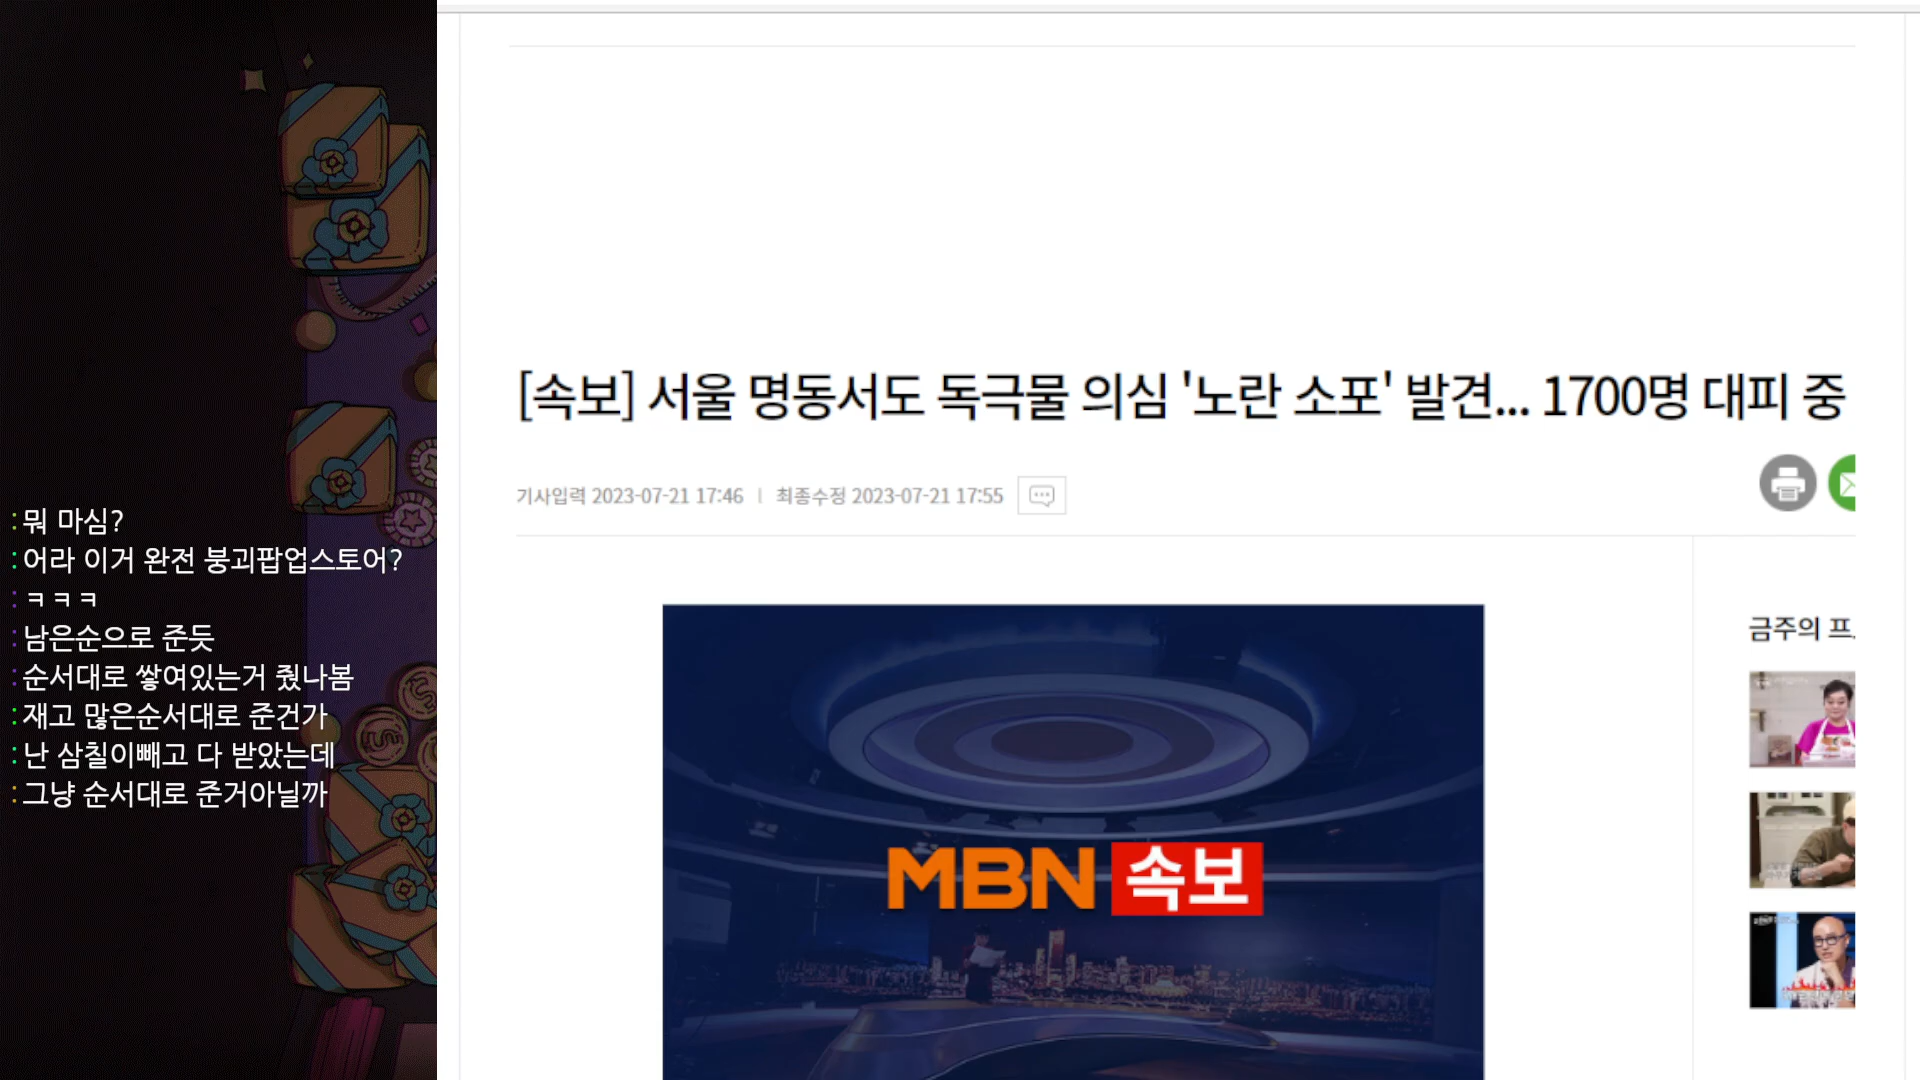 :뭐 마심?
:어라 이거 완전 붕괴팝업스토어?
:ㅋㅋㅋ
:남은순으로 준듯
:순서대로 쌓여있는거 줬나봄
:재고 많은순서대로 준건가
:난 삼칠이빼고 다 받았는데
:그냥 순서대로 준거아닐까
[속보] 서울 명동서도 독극물 의심 '노란 소포' 발견... 1700명 대피 중
기사입력 2023-07-21 17:46 l 최종수정 2023-07-21 17:55
MBN 속보
금주의 프